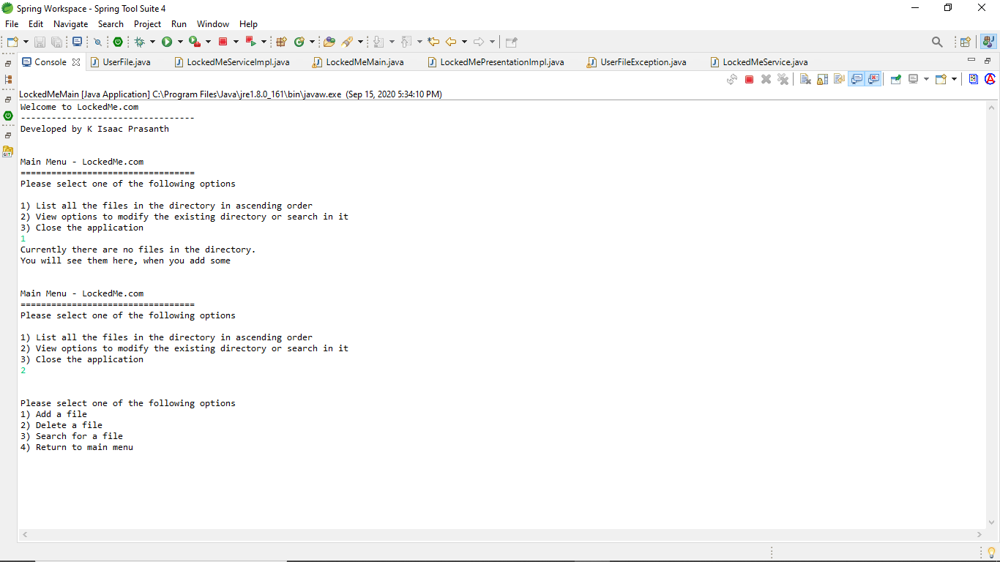 Spring Workspace - Spring Tool Suite 4
File Edit Navigate Search Project Run Window Help
Console UserFile.java LockedMeServiceImpl.java LockedMeMain.java LockedMePresentationImpl.java UserFileException.java LockedMeService.java
LockedMeMain [Java Application] C:\Program Files\Java\jre1.8.0_161\bin\javaw.exe (Sep 15, 2020 5:34:10 PM)
Welcome to LockedMe.com
----------------------------------
Developed by K Isaac Prasanth
Main Menu - LockedMe.com
==================================
Please select one of the following options
1) List all the files in the directory in ascending order
2) View options to modify the existing directory or search in it
3) Close the application
1
Currently there are no files in the directory.
You will see them here, when you add some
Main Menu - LockedMe.com
==================================
Please select one of the following options
1) List all the files in the directory in ascending order
2) View options to modify the existing directory or search in it
3) Close the application
2
Please select one of the following options
1) Add a file
2) Delete a file
3) Search for a file
4) Return to main menu
GIT